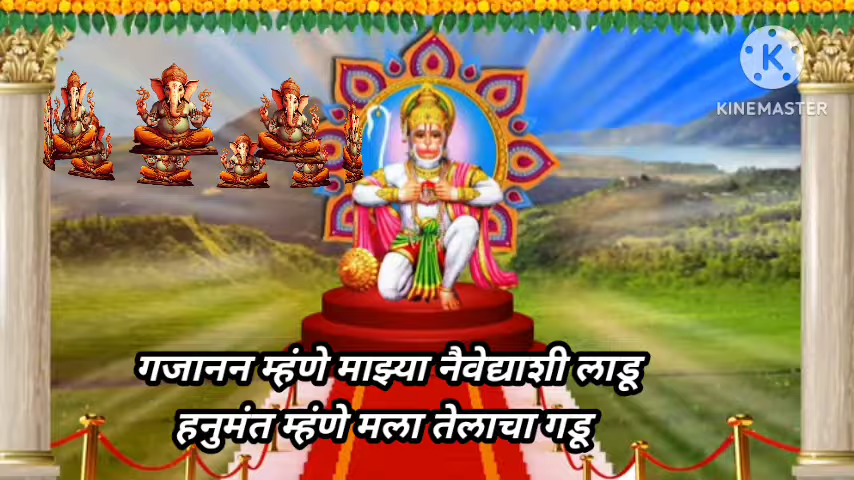 KINEMASTER
गजानन म्हंणे माझ्या नैवेद्याशी लाडू
हनुमंत म्हंणे मला तेलाचा गडू